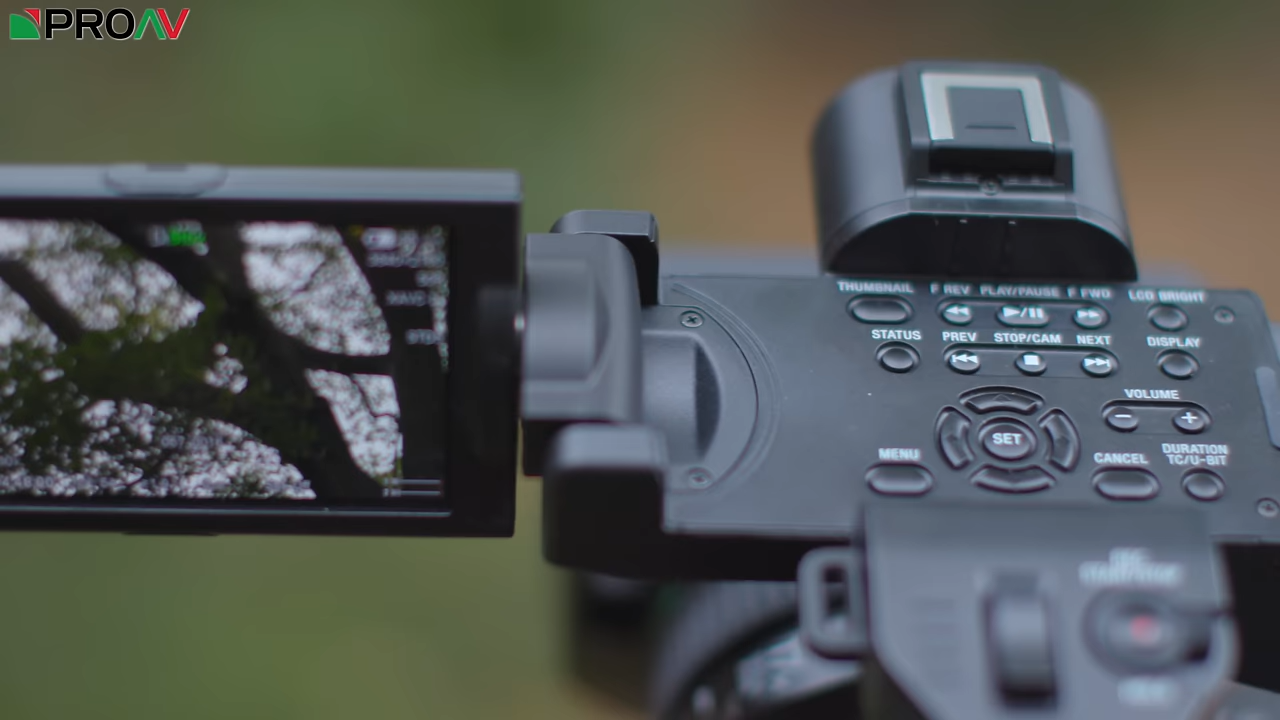 PROAV
THUMBNAIL F REV PLAY/PAUSE F FWD LCD BRIGHT
STATUS PREV STOP/CAM NEXT DISPLAY
VOLUME
SET
MENU CANCEL DURATION
TC/U-BIT